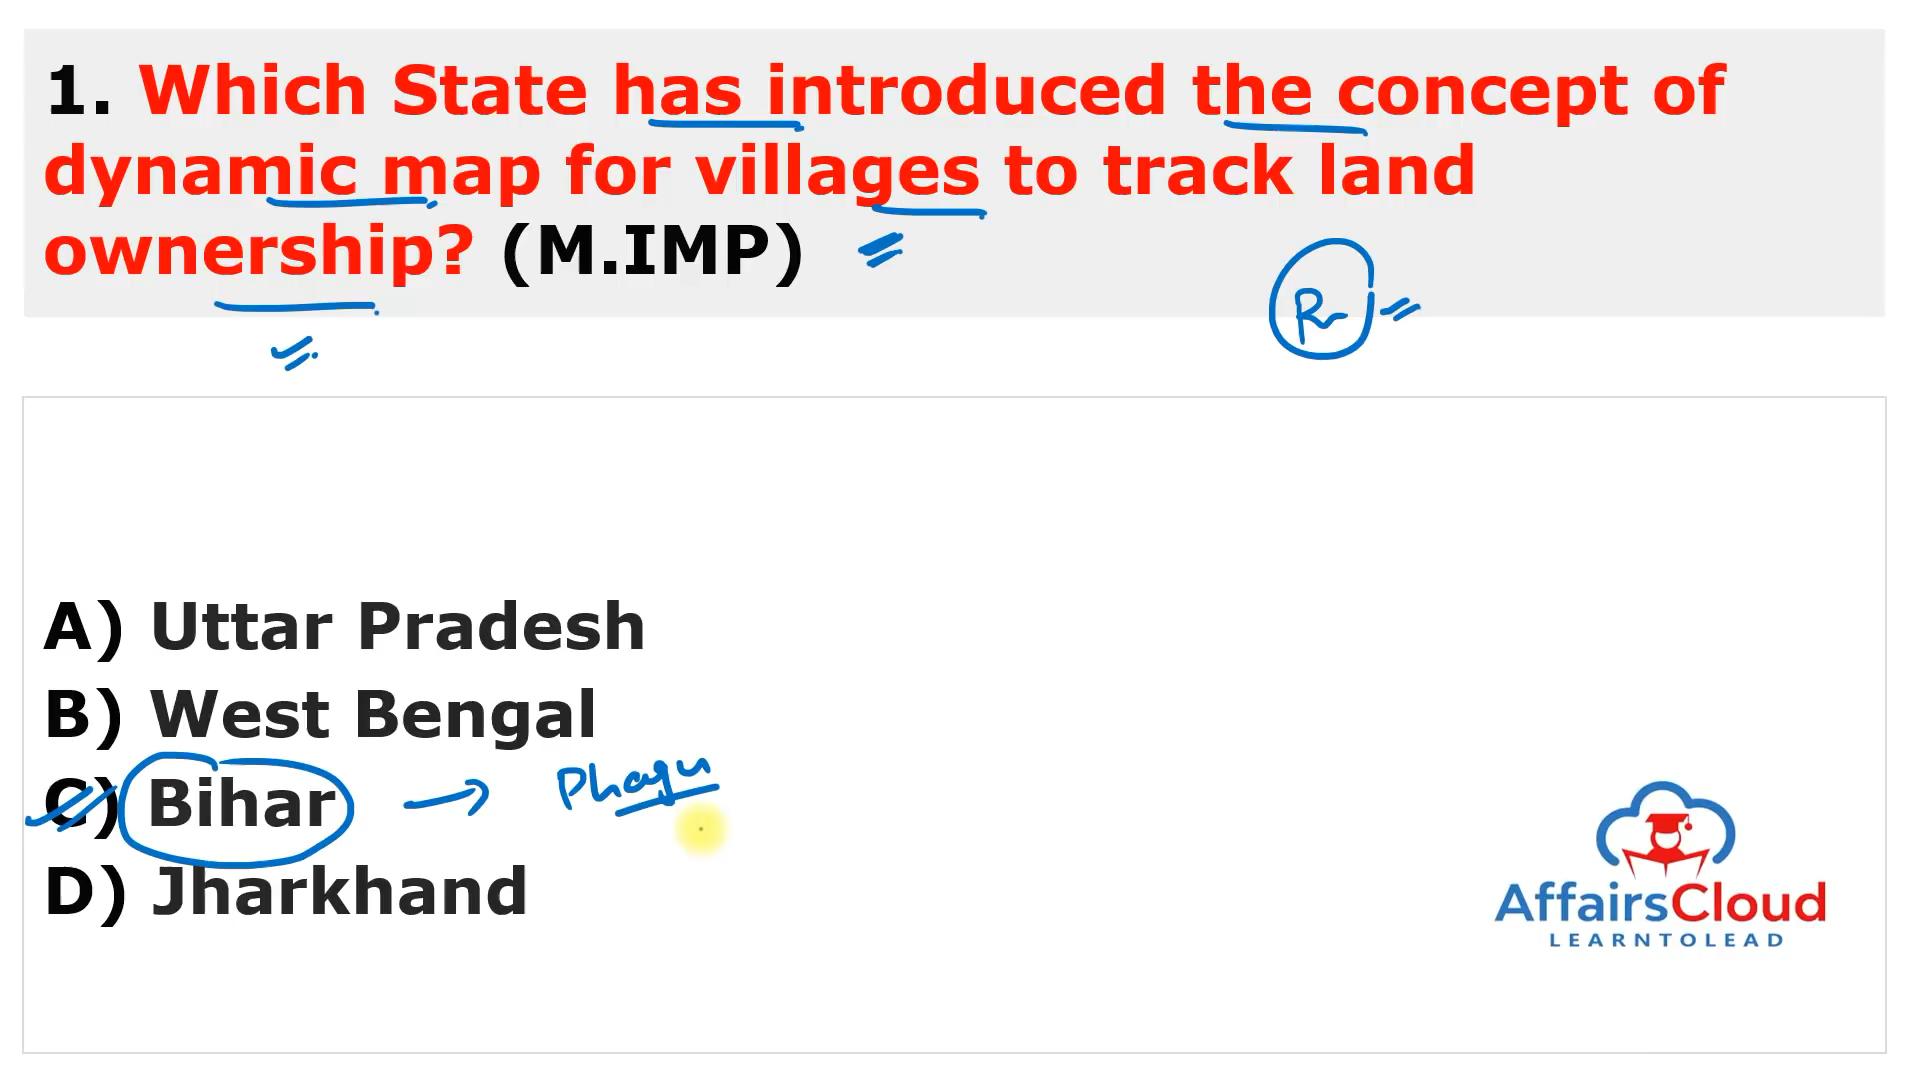 1. Which State has introduced the concept of
dynamic map for villages to track land
ownership? (M.IMP)
R
A) Uttar Pradesh
B) West Bengal
C) Bihar → Phagu
D) Jharkhand
AffairsCloud
LEARNTOLEAD